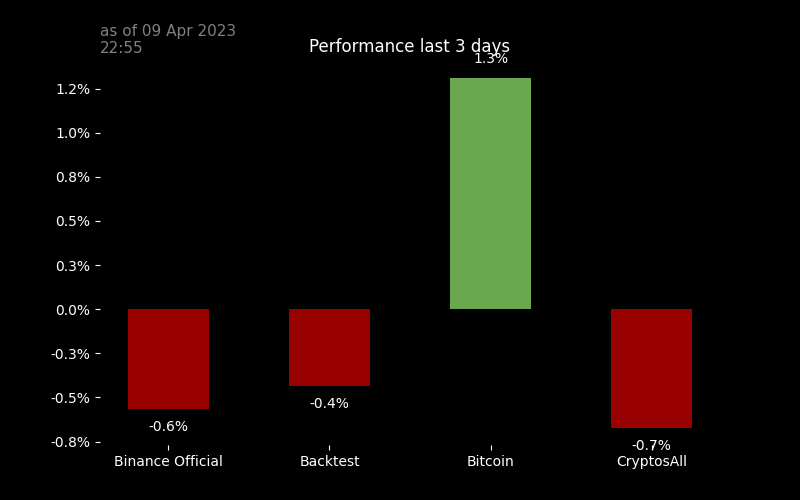 as of 09 Apr 2023
22:55
Performance last 3 days
1.3%
1.2%
1.0%
0.8%
0.5%
0.3%
0.0%
-0.3%
-0.5%
-0.8%
-0.6%
-0.4%
-0.7%
Binance Official
Backtest
Bitcoin
CryptosAll